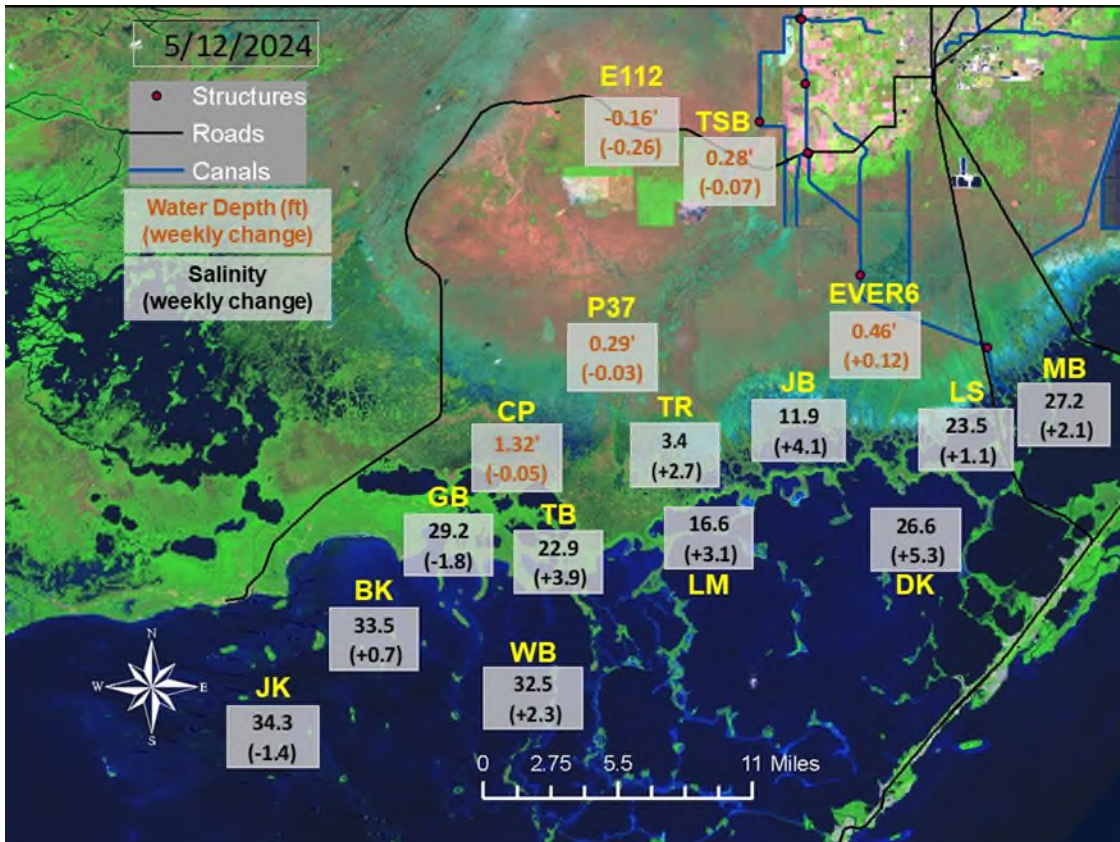 5/12/2024
Structures
Roads
Canals
Water Depth (ft)
(weekly change)
Salinity
(weekly change)
E112
-0.16'
(-0.26)
TSB
0.28'
(-0.07)
P37
0.29'
(-0.03)
EVER6
0.46'
(+0.12)
CP
1.32'
(-0.05)
TR
3.4
(+2.7)
JB
11.9
(+4.1)
LS
23.5
(+1.1)
MB
27.2
(+2.1)
GB
29.2
(-1.8)
TB
22.9
(+3.9)
16.6
(+3.1)
LM
26.6
(+5.3)
DK
BK
33.5
(+0.7)
WB
32.5
(+2.3)
JK
34.3
(-1.4)
N
W E
S
0 2.75 5.5 11 Miles